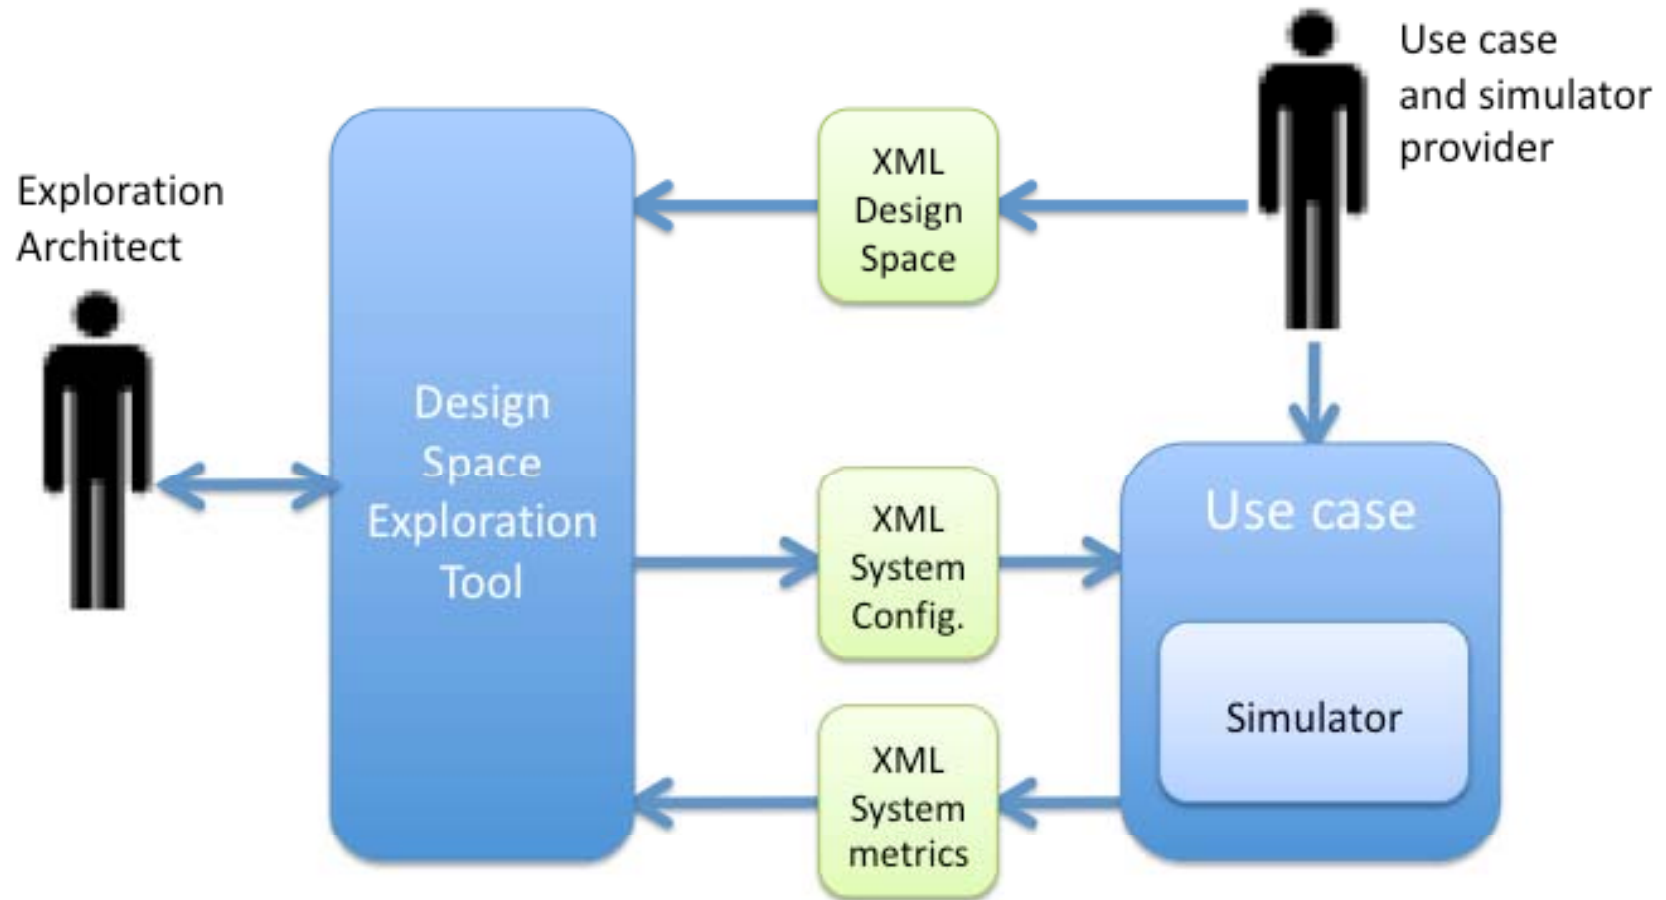 Use case
and simulator
provider
Exploration
Architect
XML
Design
Space
Design
Space
Exploration
Tool
XML
System
Config.
Use case
Simulator
XML
System
metrics